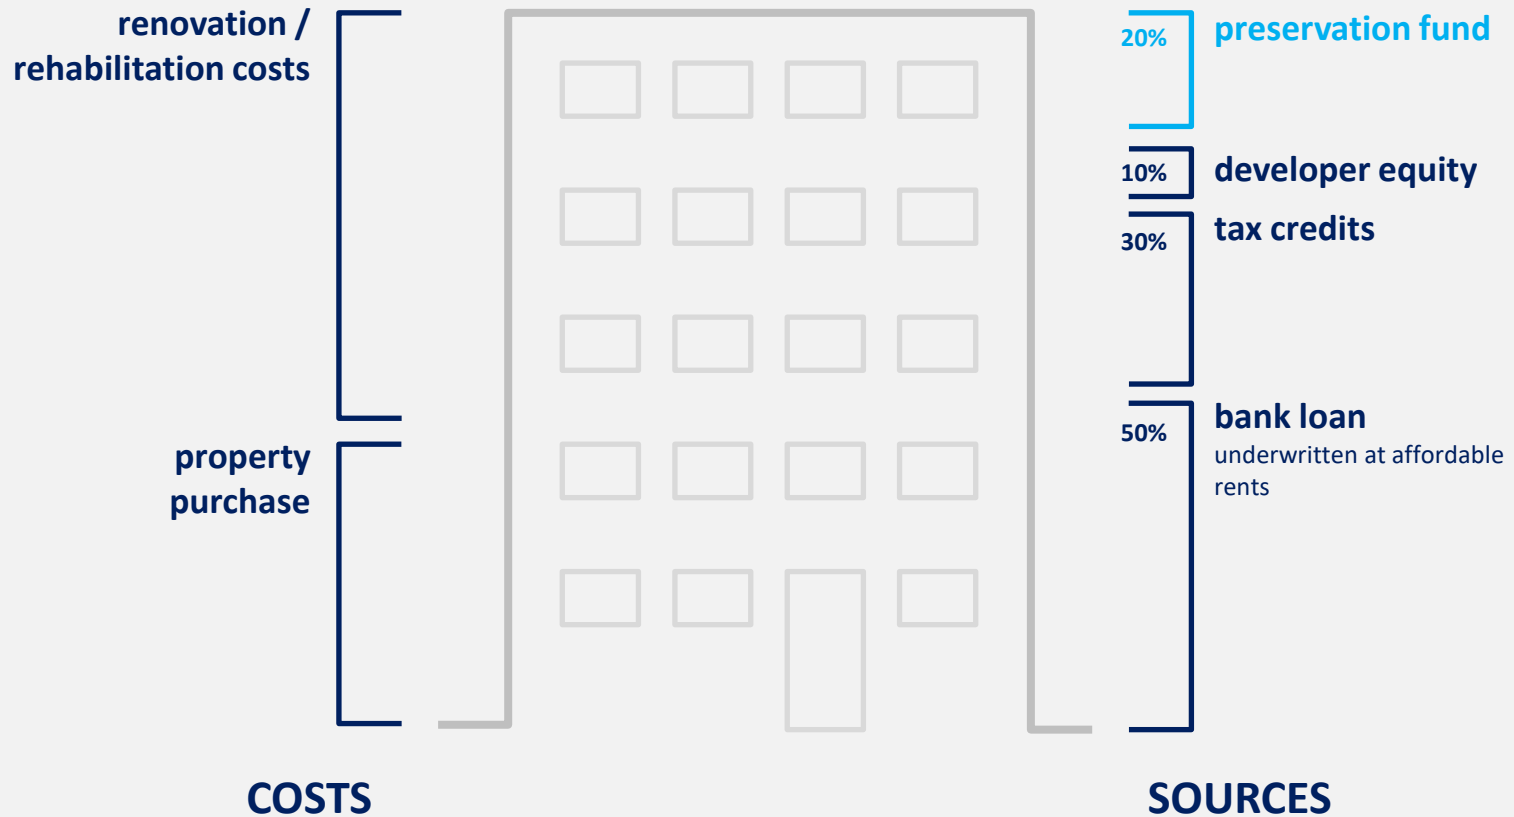 renovation /
rehabilitation costs
property
purchase
COSTS
20%
preservation fund
10%
developer equity
30%
tax credits
50%
bank loan
underwritten at affordable
rents
SOURCES